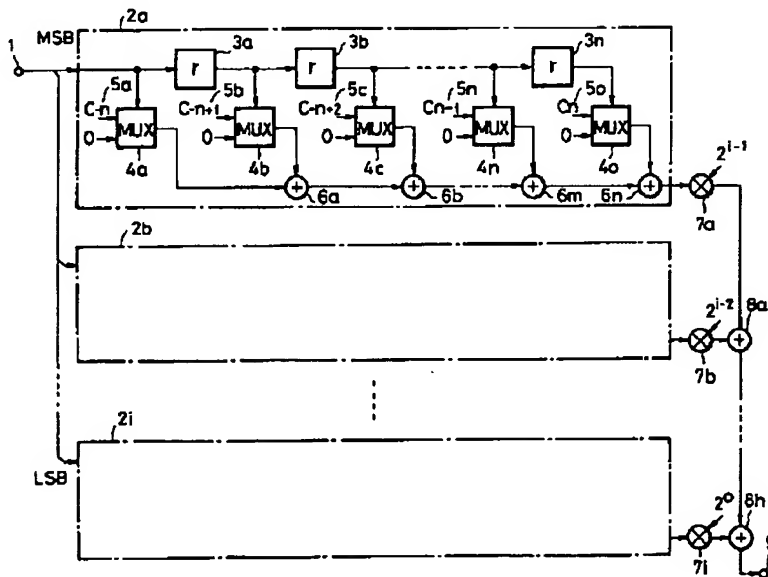 2a
3a
3b
3n
MSB
1
r
r
r
5a
5b
5c
5n
5o
C-n
C-n+1
C-n+2
Cn-1
Cn
0
0
0
0
0
MUX
MUX
MUX
MUX
MUX
4a
4b
4c
4n
4o
2^{i-1}
+
+
+
+
6a
6b
6m
6n
7a
2b
2^{i-2}
8a
+
7b
2i
LSB
2^0
8h
+
7i